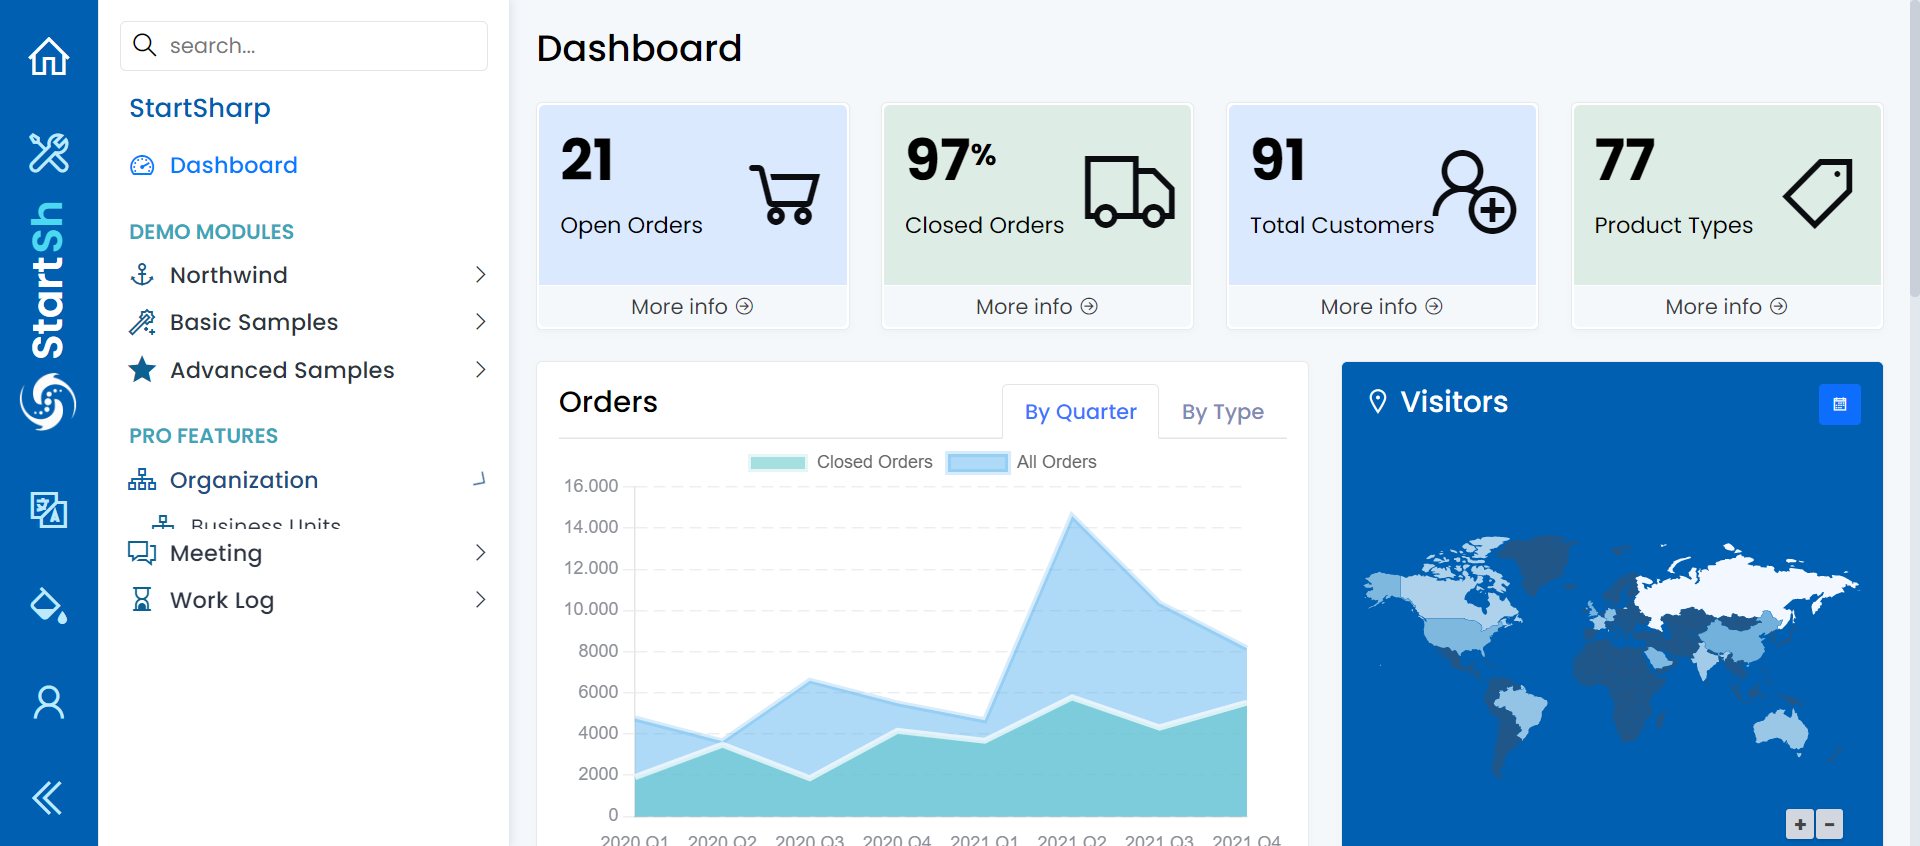 StartSh
search...
StartSharp
Dashboard
DEMO MODULES
Northwind
Basic Samples
Advanced Samples
PRO FEATURES
Organization
Business Units
Meeting
Work Log
Dashboard
21
Open Orders
More info
97%
Closed Orders
More info
91
Total Customers
More info
77
Product Types
More info
Orders
By Quarter
By Type
Closed Orders
All Orders
16.000
14.000
12.000
10.000
8000
6000
4000
2000
0
2020 Q1 2020 Q2 2020 Q3 2020 Q4 2021 Q1 2021 Q2 2021 Q3 2021 Q4
Visitors
+ −